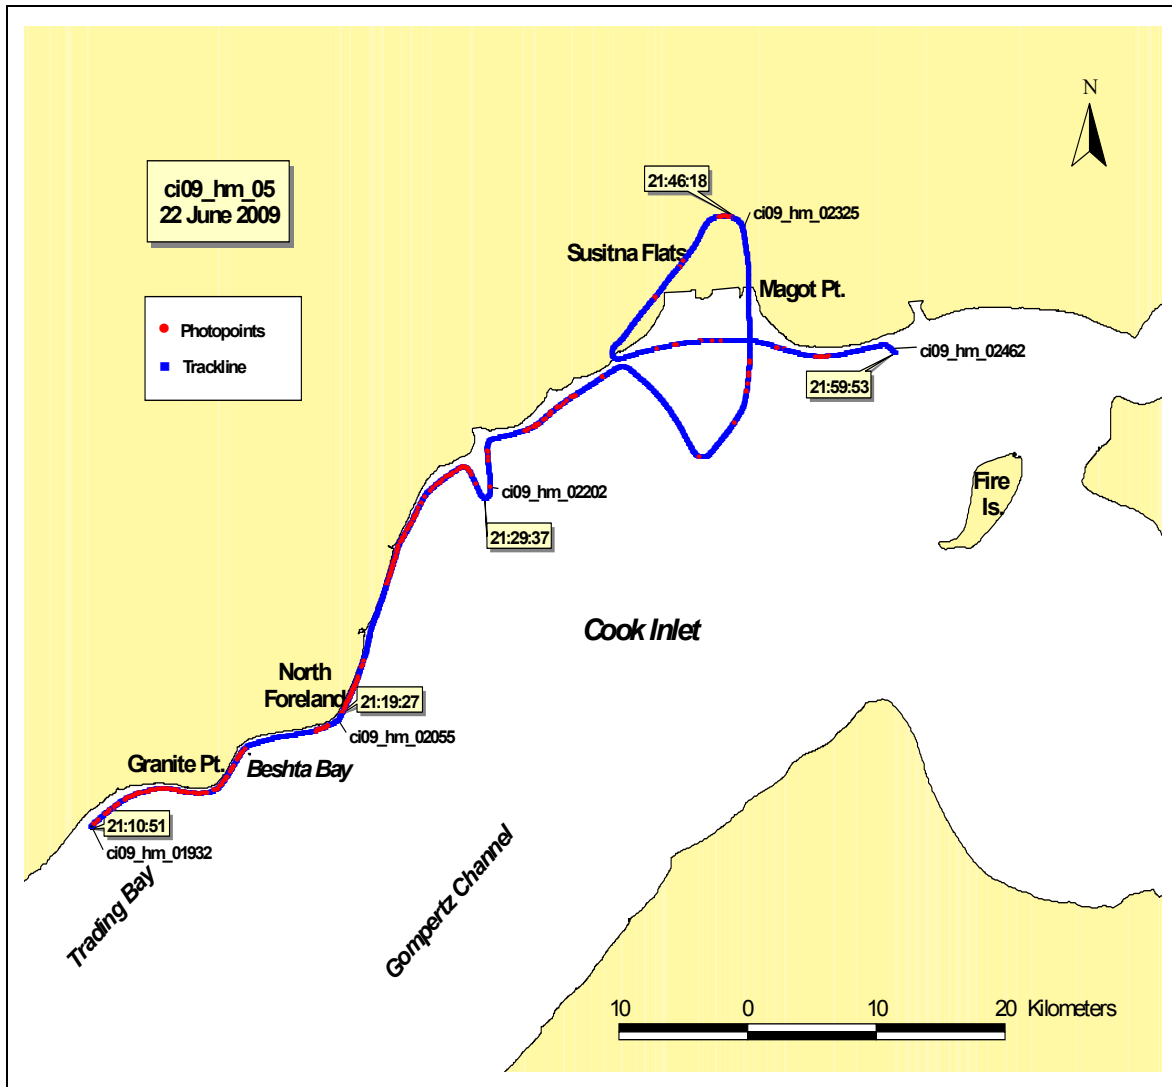 N
ci09_hm_05
22 June 2009
21:46:18
ci09_hm_02325
Susitna Flats
Magot Pt.
Photopoints
Trackline
ci09_hm_02462
21:59:53
Fire
Is.
ci09_hm_02202
21:29:37
Cook Inlet
North
Foreland
21:19:27
ci09_hm_02055
Granite Pt.
Beshta Bay
21:10:51
ci09_hm_01932
Trading Bay
Gompertz Channel
10 0 10 20 Kilometers